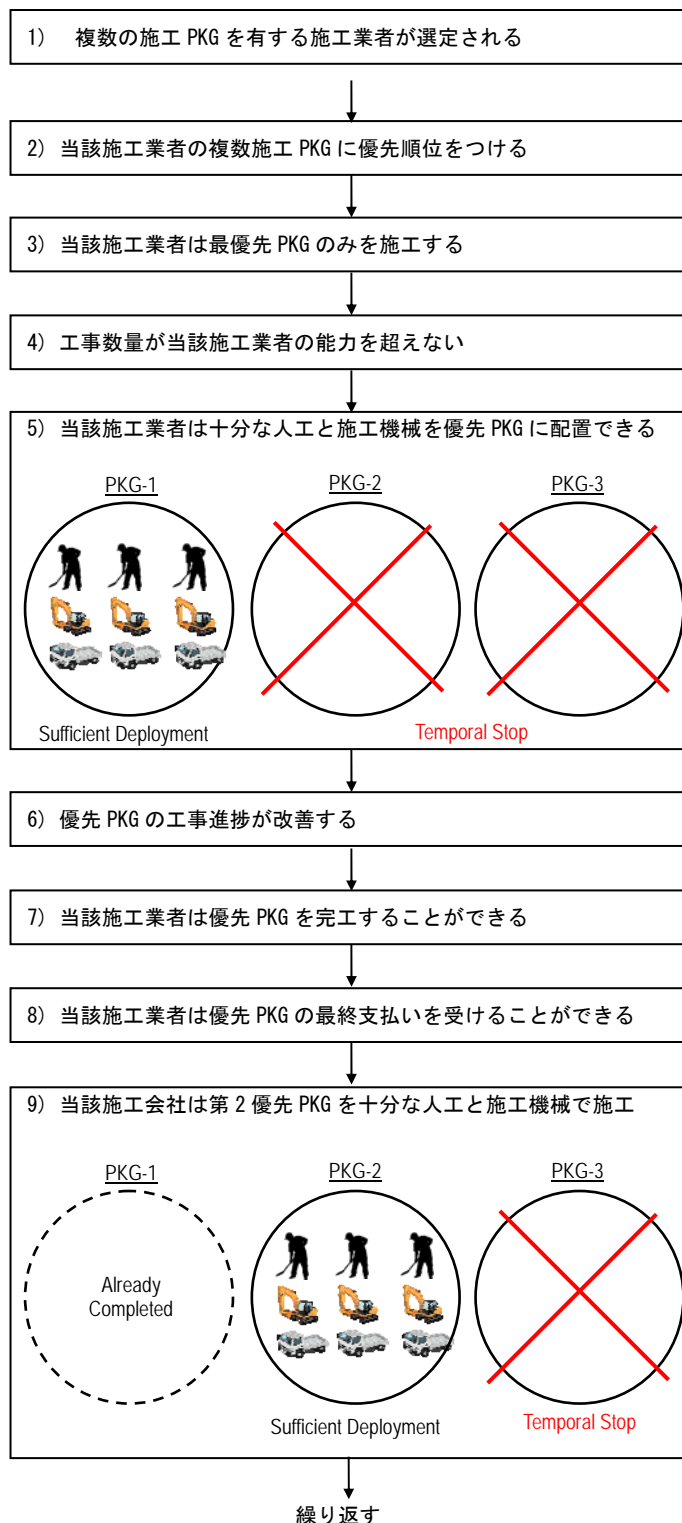 1) 複数の施工 PKG を有する施工業者が選定される
2) 当該施工業者の複数施工 PKG に優先順位をつける
3) 当該施工業者は最優先 PKG のみを施工する
4) 工事数量が当該施工業者の能力を超えない
5) 当該施工業者は十分な人工と施工機械を優先 PKG に配置できる
PKG-1 PKG-2 PKG-3
Sufficient Deployment Temporal Stop
6) 優先 PKG の工事進捗が改善する
7) 当該施工業者は優先 PKG を完工することができる
8) 当該施工業者は優先 PKG の最終支払いを受けることができる
9) 当該施工会社は第 2 優先 PKG を十分な人工と施工機械で施工
PKG-1 PKG-2 PKG-3
Already
Completed
Sufficient Deployment Temporal Stop
繰り返す